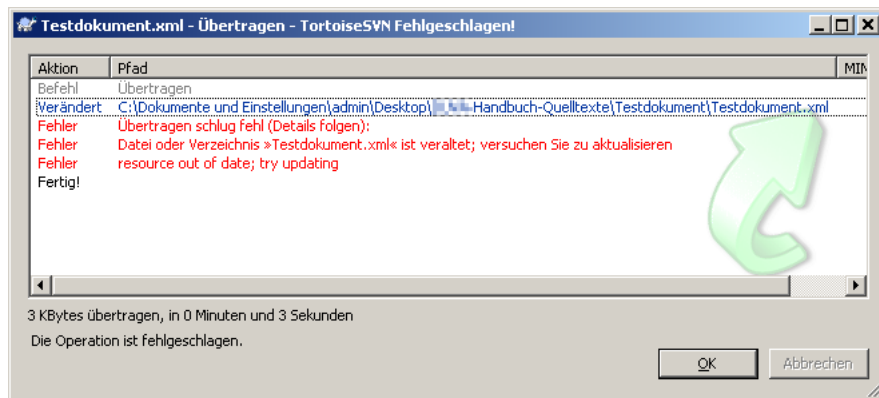 Testdokument.xml - Übertragen - TortoiseSVN Fehlgeschlagen!
Aktion Pfad MIM
Befehl Übertragen
Verändert C:\Dokumente und Einstellungen\admin\Desktop\ -Handbuch-Quelltexte\Testdokument\Testdokument.xml
Fehler Übertragen schlug fehl (Details folgen):
Fehler Datei oder Verzeichnis »Testdokument.xml« ist veraltet; versuchen Sie zu aktualisieren
Fehler resource out of date; try updating
Fertig!
3 KBytes übertragen, in 0 Minuten und 3 Sekunden
Die Operation ist fehlgeschlagen.
OK Abbrechen